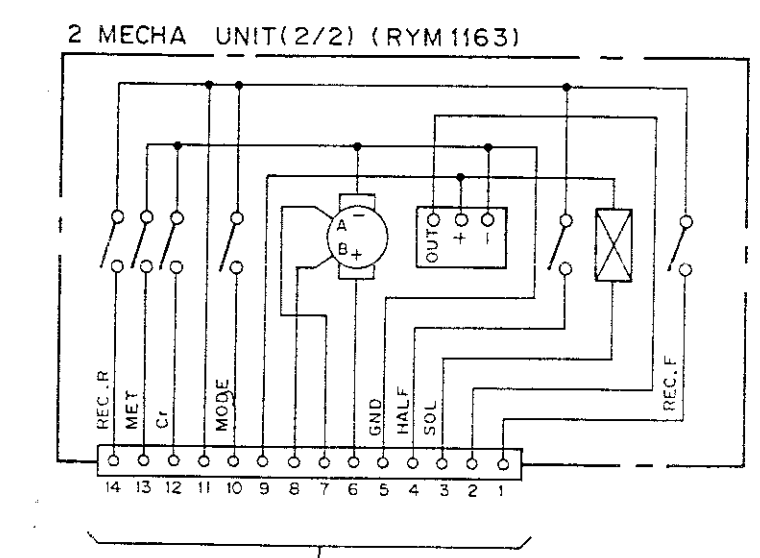 2 MECHA UNIT(2/2) (RYM1163)
A
−
B
+
OUT
+
−
REC.R
MET
Cr
MODE
GND
HALF
SOL
REC.F
14 13 12 11 10 9 8 7 6 5 4 3 2 1